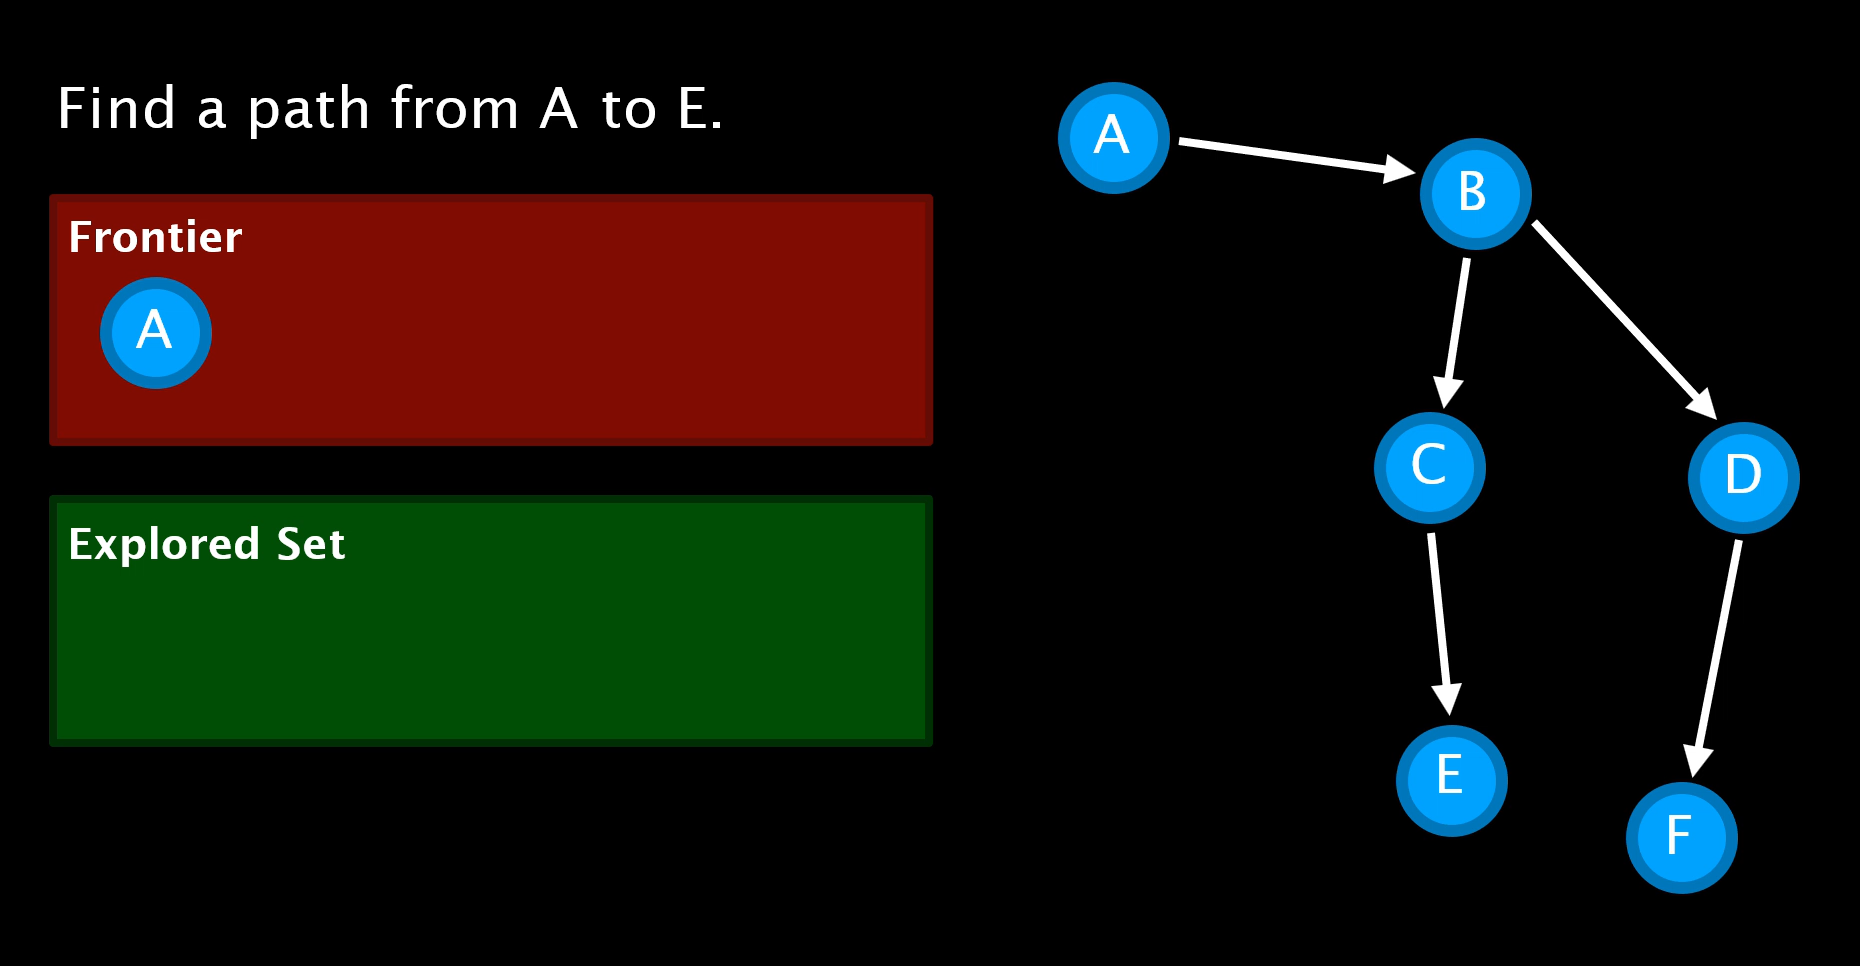 Find a path from A to E.
Frontier
A
Explored Set
A
B
C
D
E
F